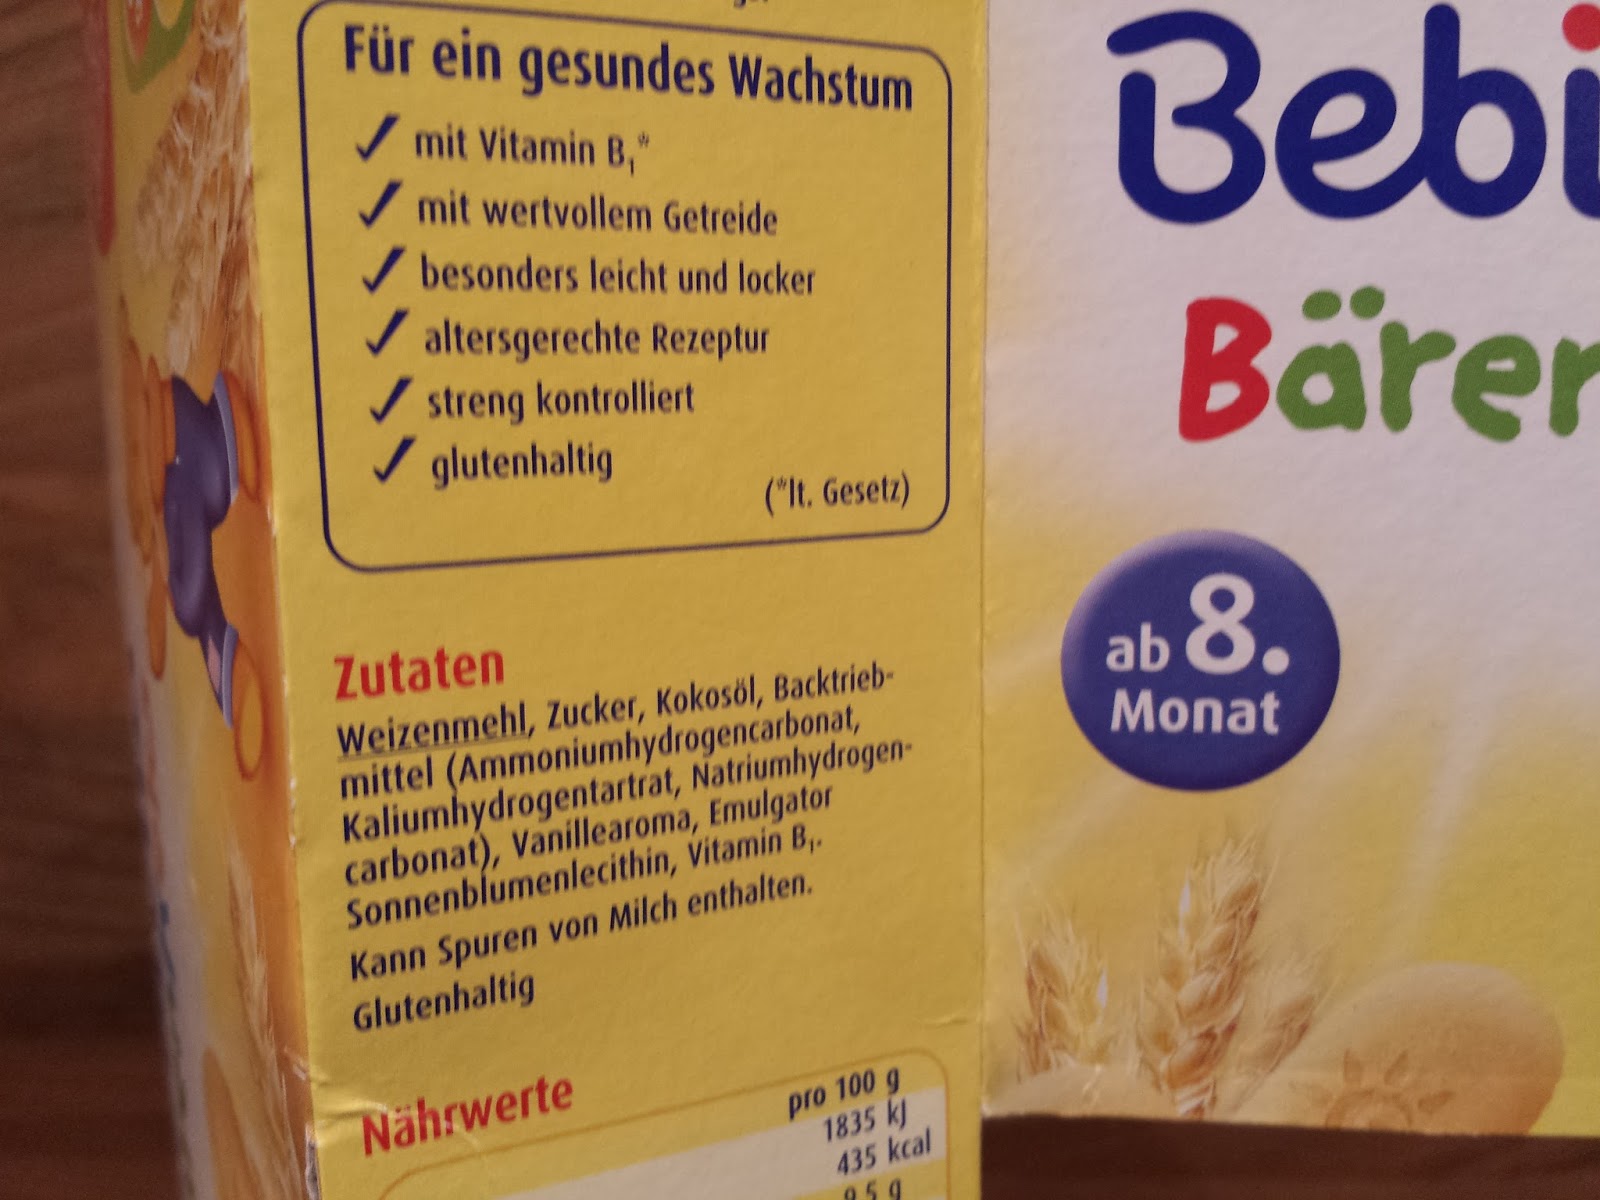 Für ein gesundes Wachstum
mit Vitamin B₁*
mit wertvollem Getreide
besonders leicht und locker
altersgerechte Rezeptur
streng kontrolliert
glutenhaltig
(*lt. Gesetz)
Zutaten
Weizenmehl, Zucker, Kokosöl, Backtrieb-
mittel (Ammoniumhydrogencarbonat,
Kaliumhydrogentartrat, Natriumhydrogen-
carbonat), Vanillearoma, Emulgator
Sonnenblumenlecithin, Vitamin B₁.
Kann Spuren von Milch enthalten.
Glutenhaltig
Nährwerte
pro 100 g
1835 kJ
435 kcal
9,5 g
Bebi
Bären
ab 8.
Monat